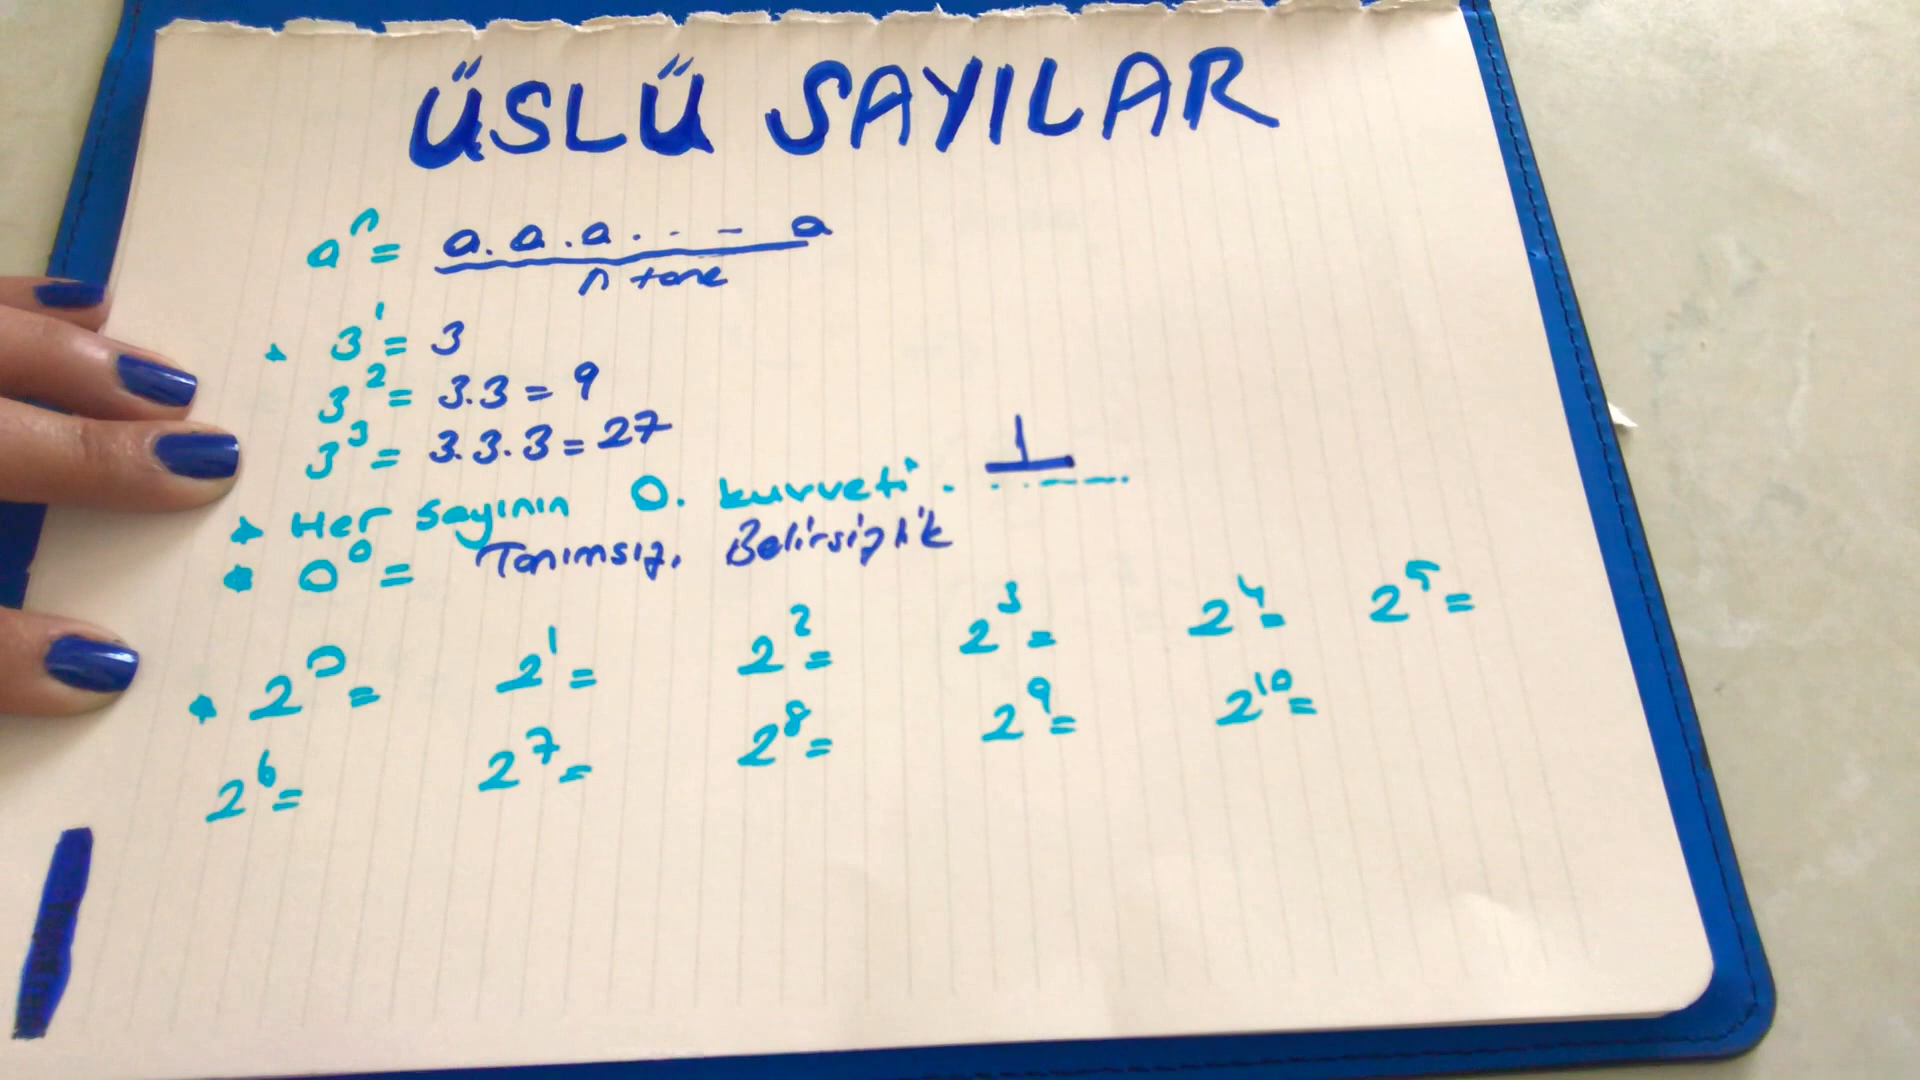 ÜSLÜ SAYILAR
aⁿ = a.a.a. . . - a
n tane
3¹ = 3
3² = 3.3 = 9
3³ = 3.3.3 = 27
Her sayının 0. kuvveti. 1
0⁰ = Tanımsız, Belirsizlik
2⁰= 2¹= 2²= 2³= 2⁴= 2⁵=
2⁶= 2⁷= 2⁸= 2⁹= 2¹⁰=